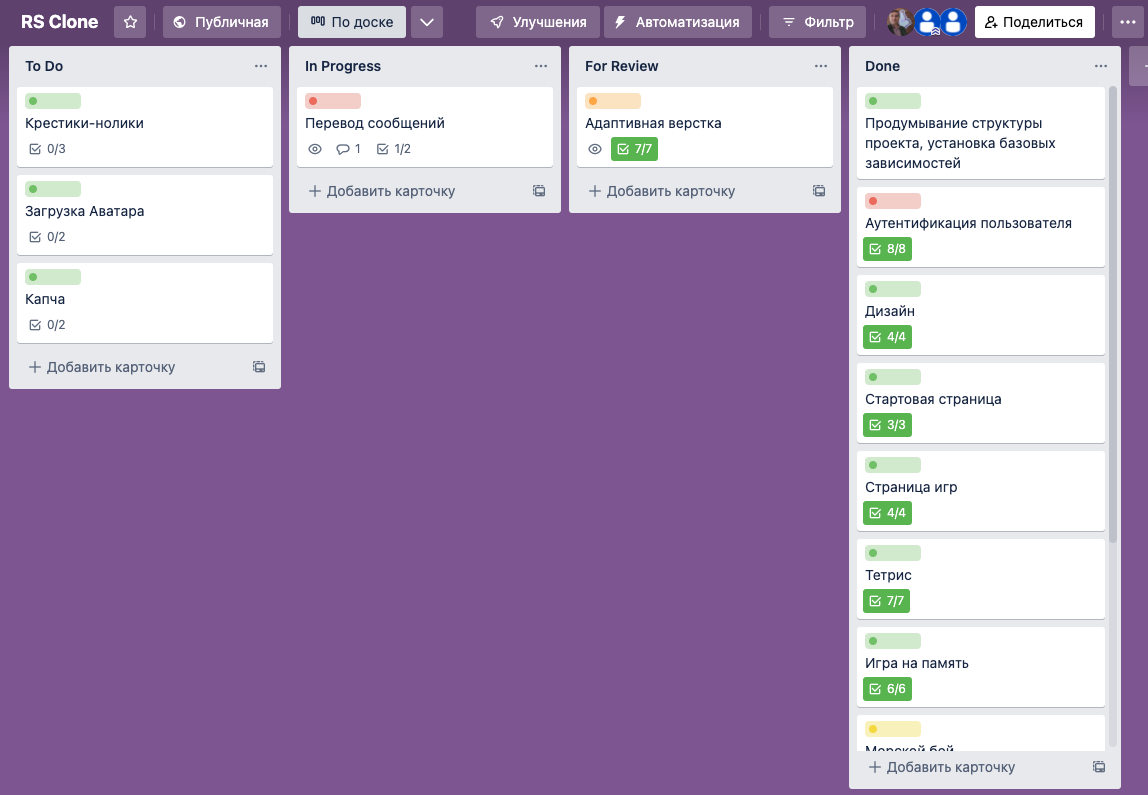 RS Clone
Публичная
По доске
Улучшения
Автоматизация
Фильтр
Поделиться
To Do
Крестики-нолики
0/3
Загрузка Аватара
0/2
Капча
0/2
Добавить карточку
In Progress
Перевод сообщений
1 1/2
Добавить карточку
For Review
Адаптивная верстка
7/7
Добавить карточку
Done
Продумывание структуры
проекта, установка базовых
зависимостей
Аутентификация пользователя
8/8
Дизайн
4/4
Стартовая страница
3/3
Страница игр
4/4
Тетрис
7/7
Игра на память
6/6
Морской бой
Добавить карточку